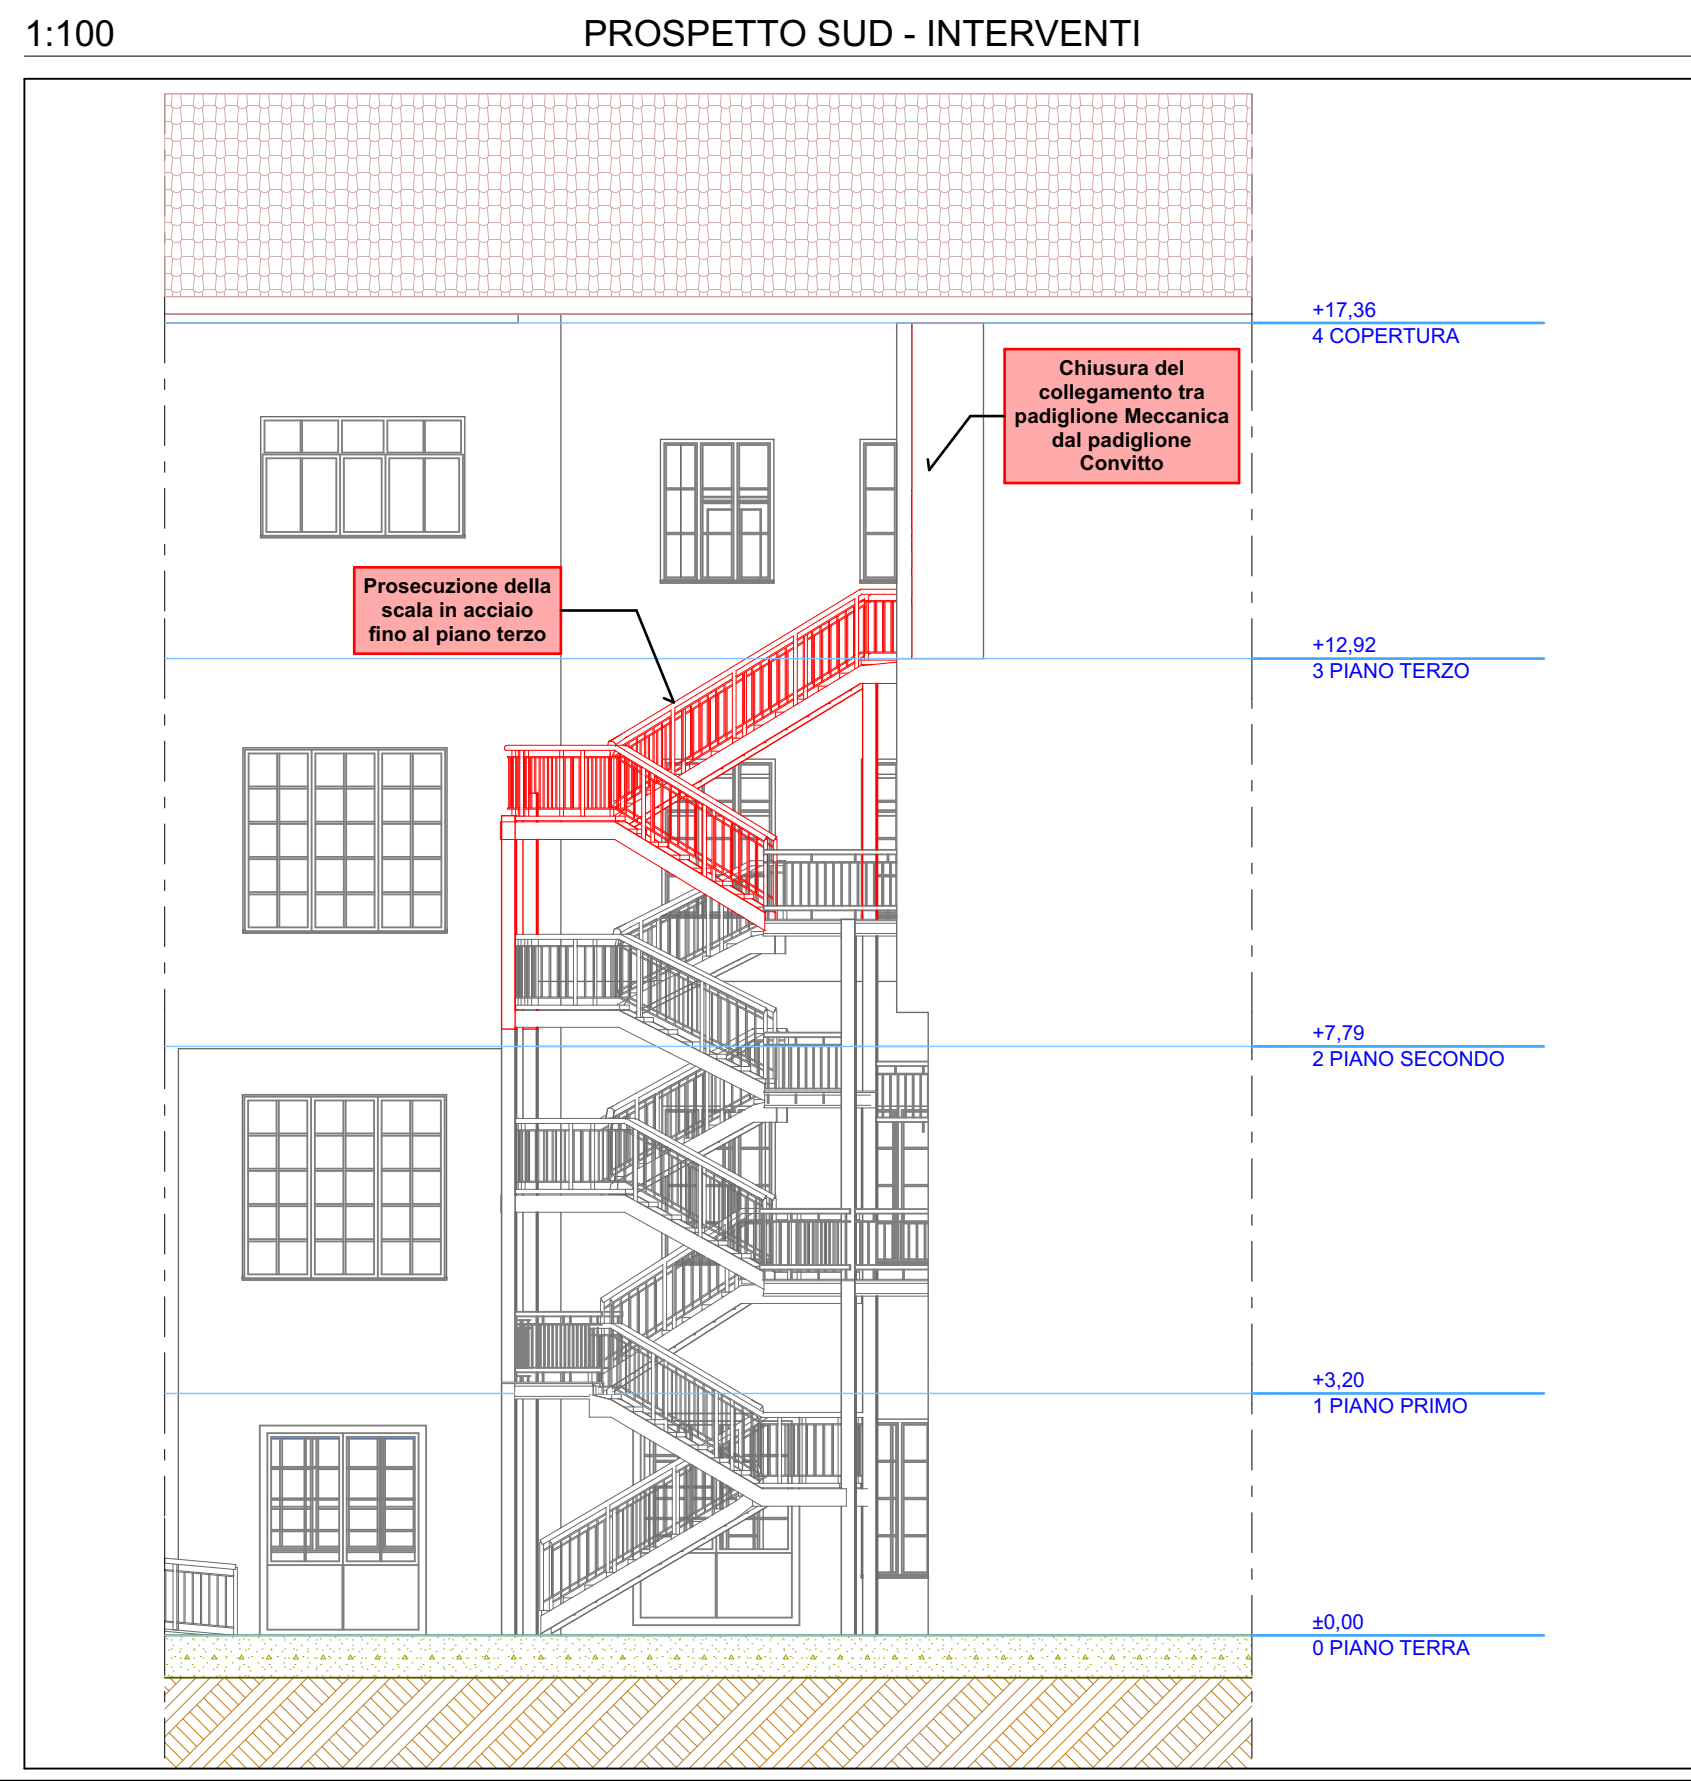 1:100
PROSPETTO SUD - INTERVENTI
+17,36
4 COPERTURA
Chiusura del
collegamento tra
padiglione Meccanica
dal padiglione
Convitto
Prosecuzione della
scala in acciaio
fino al piano terzo
+12,92
3 PIANO TERZO
+7,79
2 PIANO SECONDO
+3,20
1 PIANO PRIMO
±0,00
0 PIANO TERRA